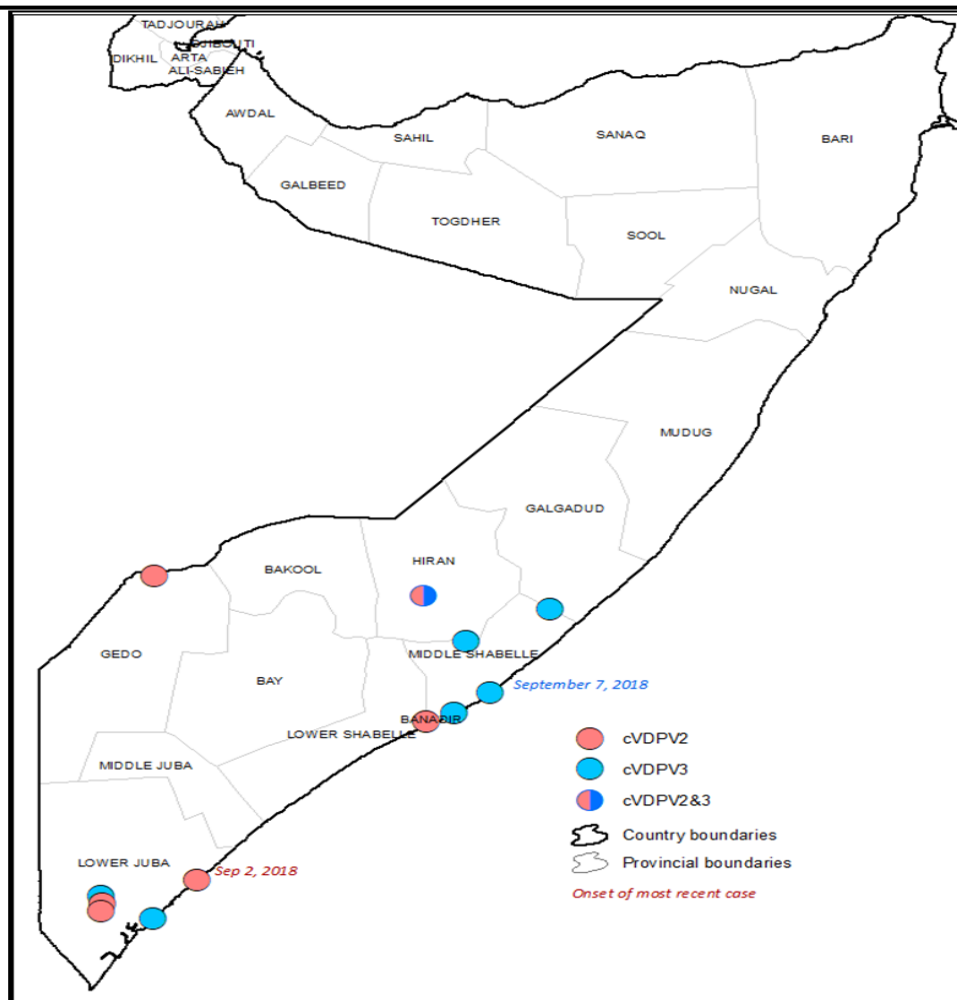 TADJOURAH
DJIBOUTI
DIKHIL
ARTA
ALI-SABIEH
AWDAL
SAHIL
SANAQ
BARI
GALBEED
TOGDHER
SOOL
NUGAL
MUDUG
GALGADUD
HIRAN
BAKOOL
GEDO
MIDDLE SHABELLE
BAY
September 7, 2018
BANADIR
LOWER SHABELLE
cVDPV2
MIDDLE JUBA
cVDPV3
cVDPV2&3
Country boundaries
LOWER JUBA
Provincial boundaries
Sep 2, 2018
Onset of most recent case